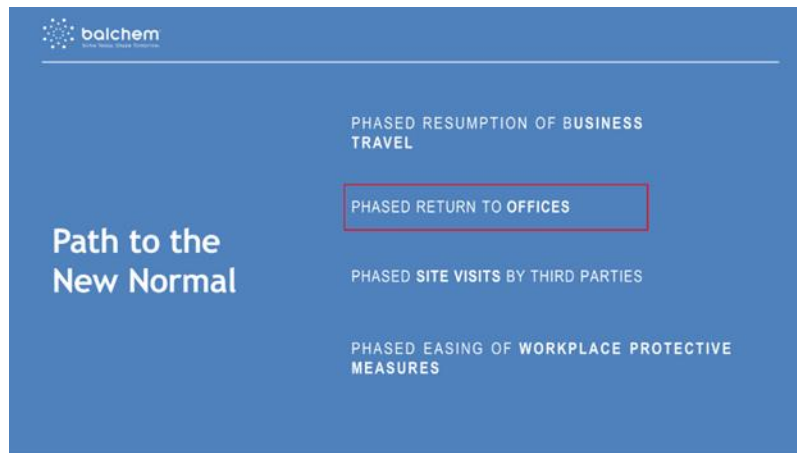 balchem
PHASED RESUMPTION OF BUSINESS
TRAVEL
PHASED RETURN TO OFFICES
Path to the
New Normal
PHASED SITE VISITS BY THIRD PARTIES
PHASED EASING OF WORKPLACE PROTECTIVE
MEASURES